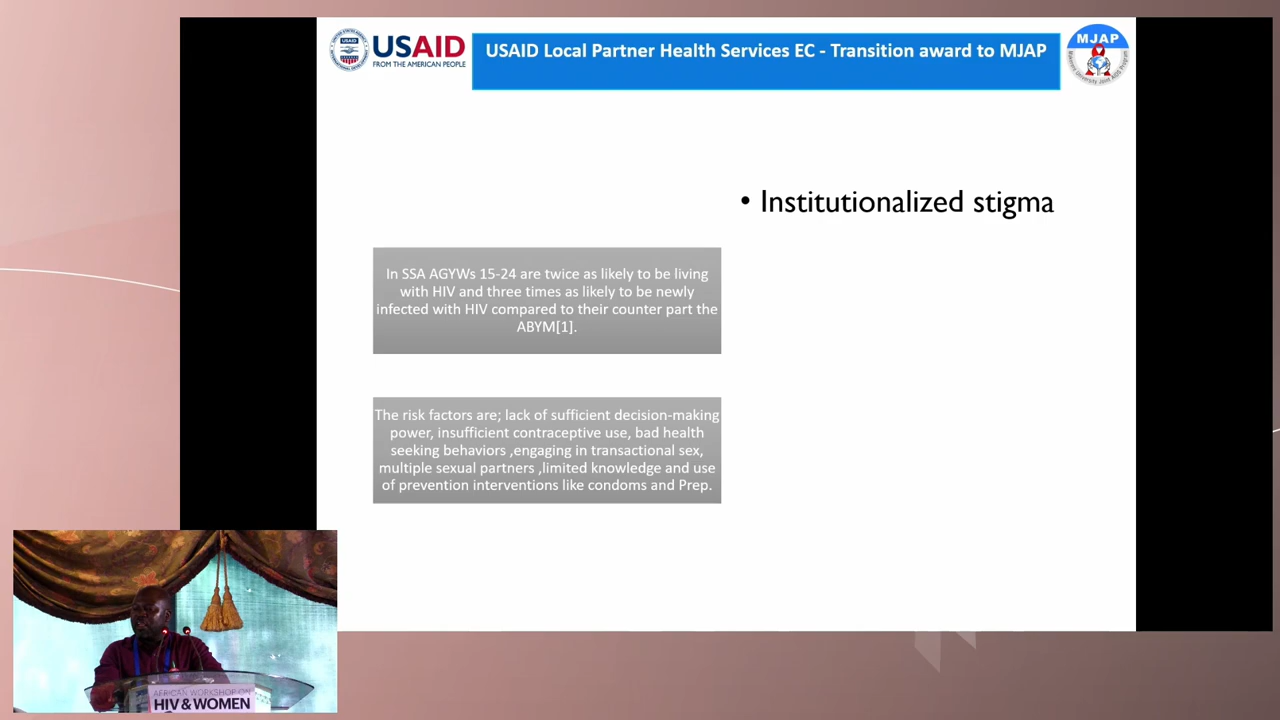 USAID
FROM THE AMERICAN PEOPLE
USAID Local Partner Health Services EC - Transition award to MJAP
MJAP
• Institutionalized stigma
In SSA AGYWs 15-24 are twice as likely to be living
with HIV and three times as likely to be newly
infected with HIV compared to their counter part the
ABYM[1].
The risk factors are; lack of sufficient decision-making
power, insufficient contraceptive use, bad health
seeking behaviors ,engaging in transactional sex,
multiple sexual partners ,limited knowledge and use
of prevention interventions like condoms and Prep.
AFRICAN WORKSHOP ON
HIV & WOMEN